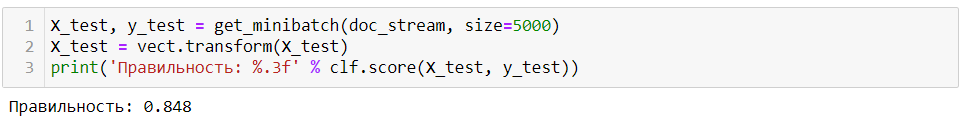 1 X_test, y_test = get_minibatch(doc_stream, size=5000)
2 X_test = vect.transform(X_test)
3 print('Правильность: %.3f' % clf.score(X_test, y_test))
Правильность: 0.848